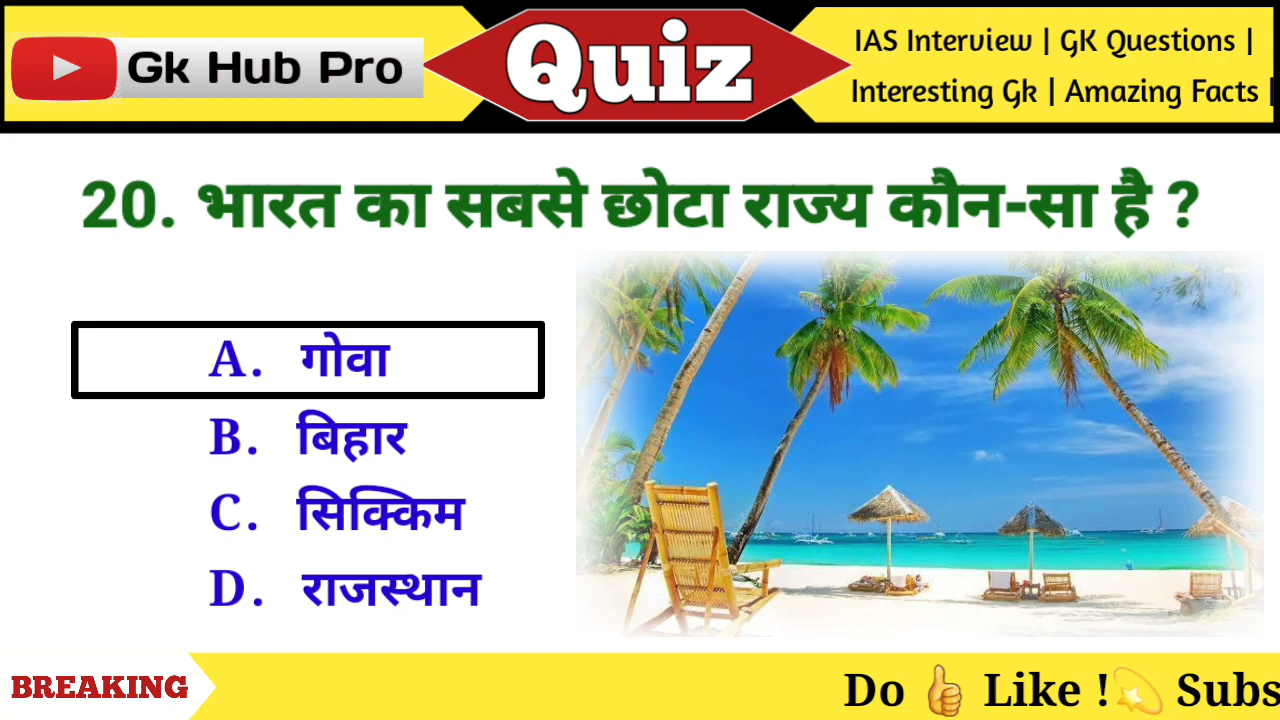 Gk Hub Pro
Quiz
IAS Interview | GK Questions |
Interesting Gk | Amazing Facts |
20. भारत का सबसे छोटा राज्य कौन-सा है ?
A. गोवा
B. बिहार
C. सिक्किम
D. राजस्थान
BREAKING
Do 👍 Like !💫 Subs